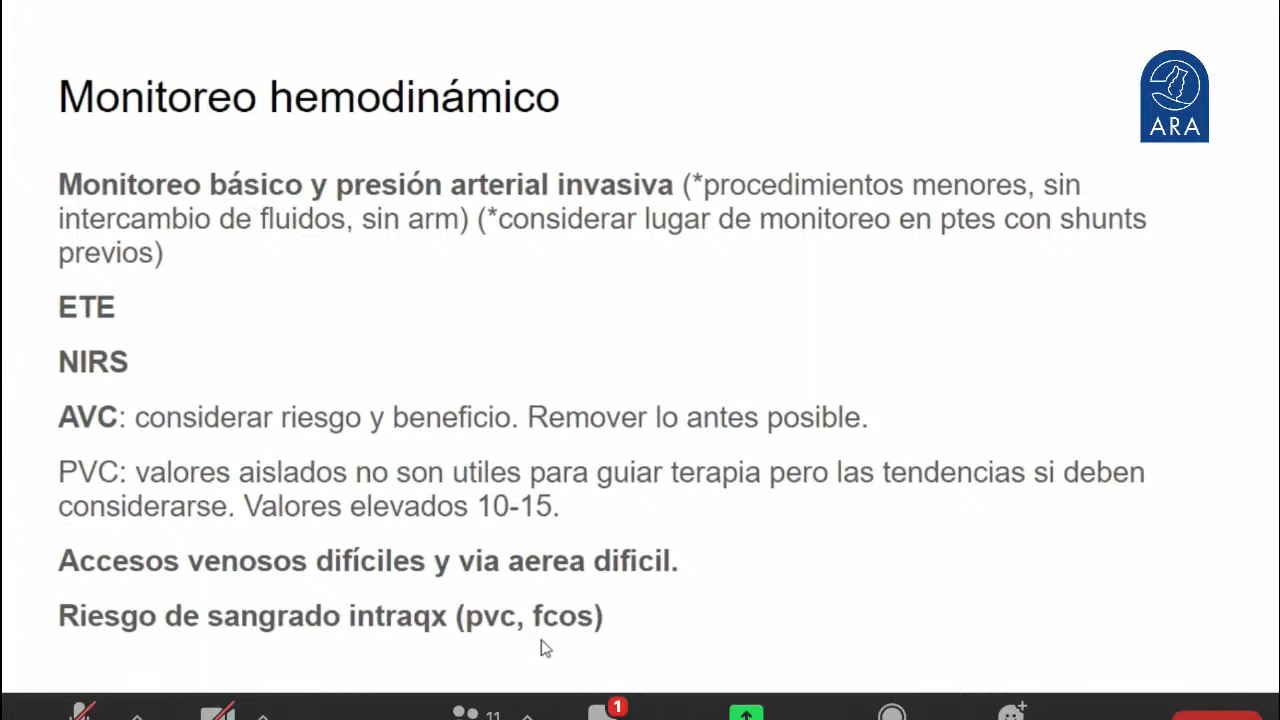 Monitoreo hemodinámico
ARA
Monitoreo básico y presión arterial invasiva (*procedimientos menores, sin
intercambio de fluidos, sin arm) (*considerar lugar de monitoreo en ptes con shunts
previos)
ETE
NIRS
AVC: considerar riesgo y beneficio. Remover lo antes posible.
PVC: valores aislados no son utiles para guiar terapia pero las tendencias si deben
considerarse. Valores elevados 10-15.
Accesos venosos difíciles y via aerea dificil.
Riesgo de sangrado intraqx (pvc, fcos)
11
1